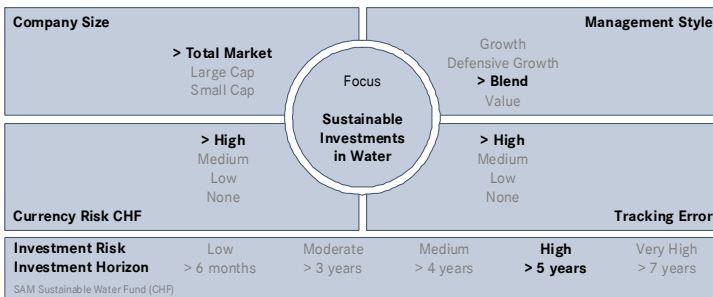 Company Size
> Total Market
Large Cap
Small Cap
Management Style
Growth
Defensive Growth
> Blend
Value
Focus
Sustainable
Investments
in Water
> High
Medium
Low
None
Currency Risk CHF
> High
Medium
Low
None
Tracking Error
Investment Risk Low Moderate Medium High Very High
Investment Horizon > 6 months > 3 years > 4 years > 5 years > 7 years
SAM Sustainable Water Fund (CHF)